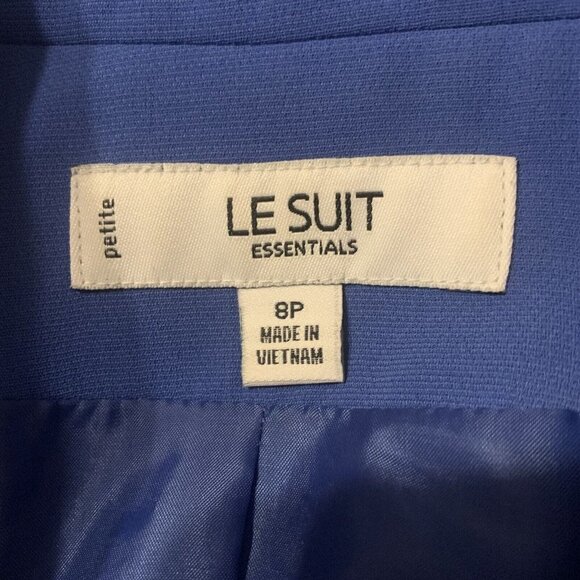 petite
LE SUIT
ESSENTIALS
8P
MADE IN
VIETNAM